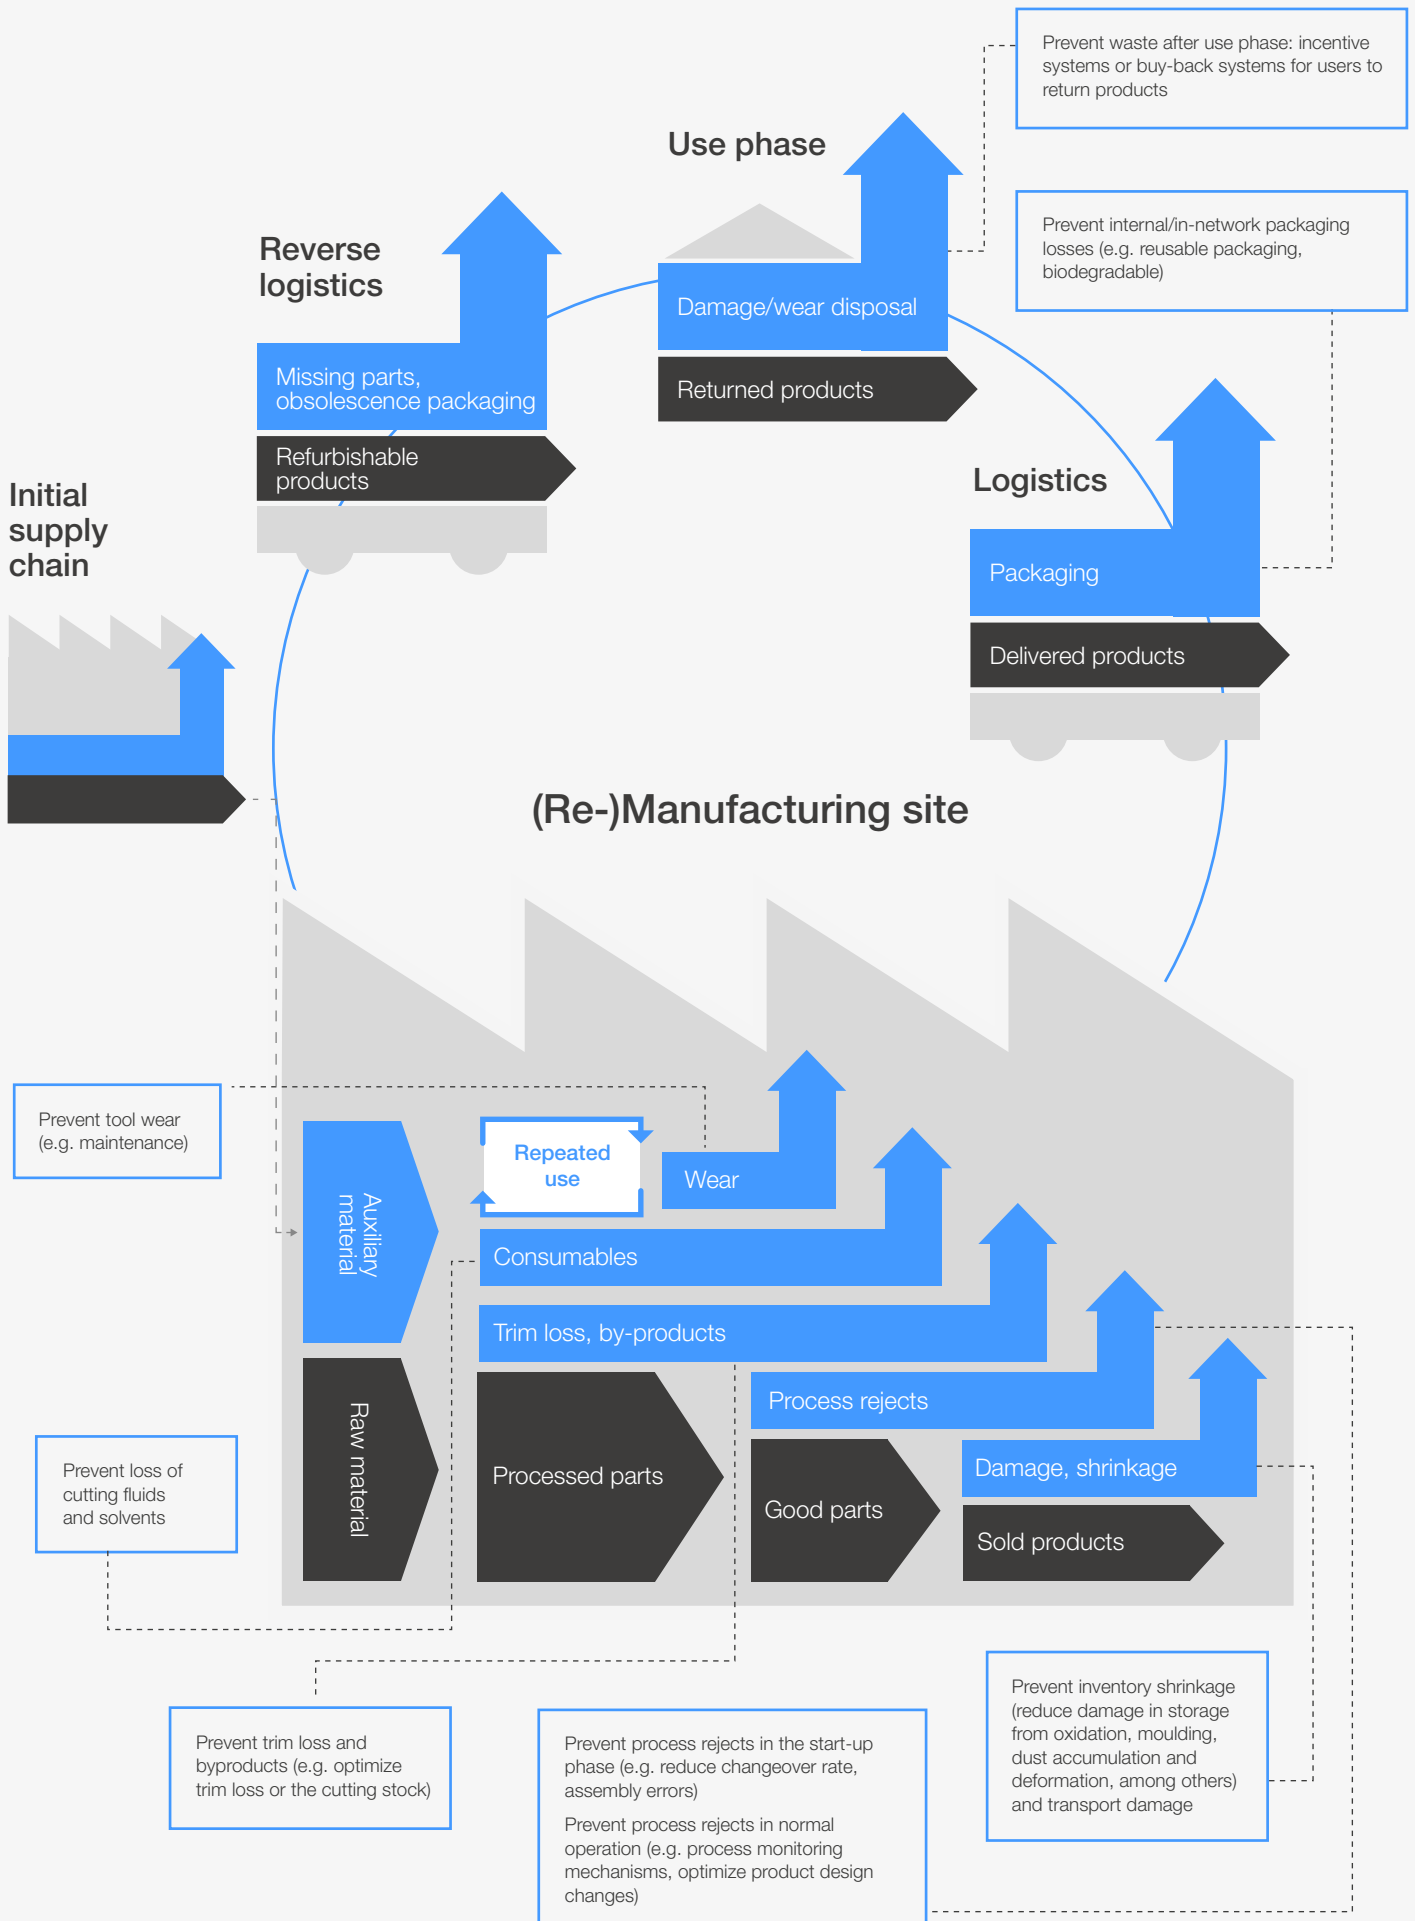 Prevent waste after use phase: incentive
systems or buy-back systems for users to
return products
Use phase
Prevent internal/in-network packaging
losses (e.g. reusable packaging,
biodegradable)
Reverse
logistics
Damage/wear disposal
Returned products
Missing parts,
obsolescence packaging
Refurbishable
products
Logistics
Packaging
Delivered products
Initial
supply
chain
(Re-)Manufacturing site
Prevent tool wear
(e.g. maintenance)
Auxiliary
material
Repeated
use
Wear
Consumables
Trim loss, by-products
Process rejects
Raw material
Processed parts
Good parts
Damage, shrinkage
Sold products
Prevent loss of
cutting fluids
and solvents
Prevent trim loss and
byproducts (e.g. optimize
trim loss or the cutting stock)
Prevent process rejects in the start-up
phase (e.g. reduce changeover rate,
assembly errors)
Prevent process rejects in normal
operation (e.g. process monitoring
mechanisms, optimize product design
changes)
Prevent inventory shrinkage
(reduce damage in storage
from oxidation, moulding,
dust accumulation and
deformation, among others)
and transport damage